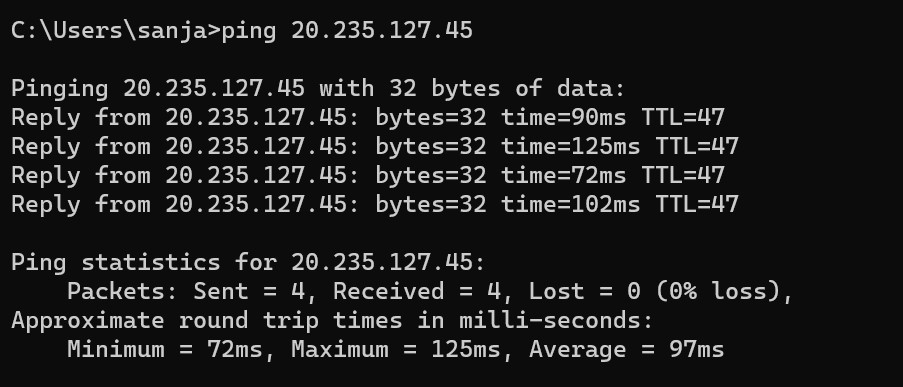 C:\Users\sanja>ping 20.235.127.45
Pinging 20.235.127.45 with 32 bytes of data:
Reply from 20.235.127.45: bytes=32 time=90ms TTL=47
Reply from 20.235.127.45: bytes=32 time=125ms TTL=47
Reply from 20.235.127.45: bytes=32 time=72ms TTL=47
Reply from 20.235.127.45: bytes=32 time=102ms TTL=47
Ping statistics for 20.235.127.45:
    Packets: Sent = 4, Received = 4, Lost = 0 (0% loss),
Approximate round trip times in milli-seconds:
    Minimum = 72ms, Maximum = 125ms, Average = 97ms